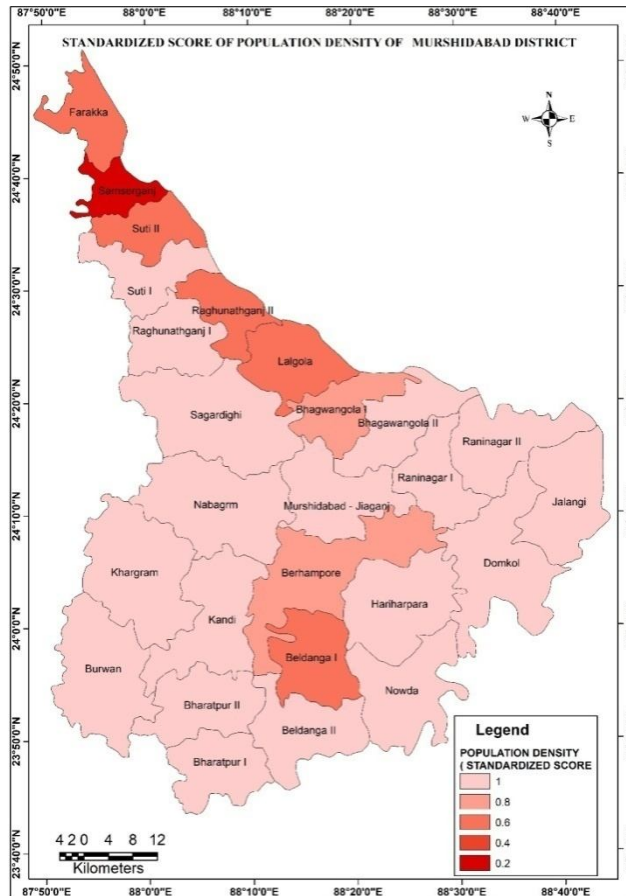 87°50'0"E 88°0'0"E 88°10'0"E 88°20'0"E 88°30'0"E 88°40'0"E
STANDARDIZED SCORE OF POPULATION DENSITY OF MURSHIDABAD DISTRICT
24°50'0"N
Farakka
N
W E
S
24°40'0"N
Samserganj
Suti II
24°30'0"N
Suti I
Raghunathganj II
Raghunathganj I
Lalgola
24°20'0"N
Bhagwangola I
Sagardighi
Bhagawangola II
Raninagar II
Raninagar I
Jalangi
Nabagrm
Murshidabad - Jiaganj
24°10'0"N
Domkol
Khargram
Berhampore
Hariharpara
Kandi
24°0'0"N
Beldanga I
Burwan
Nowda
Bharatpur II
Beldanga II
23°50'0"N
Bharatpur I
Legend
POPULATION DENSITY
( STANDARDIZED SCORE
1
0.8
0.6
0.4
0.2
4 2 0 4 8 12
Kilometers
23°40'0"N
87°50'0"E 88°0'0"E 88°10'0"E 88°20'0"E 88°30'0"E 88°40'0"E